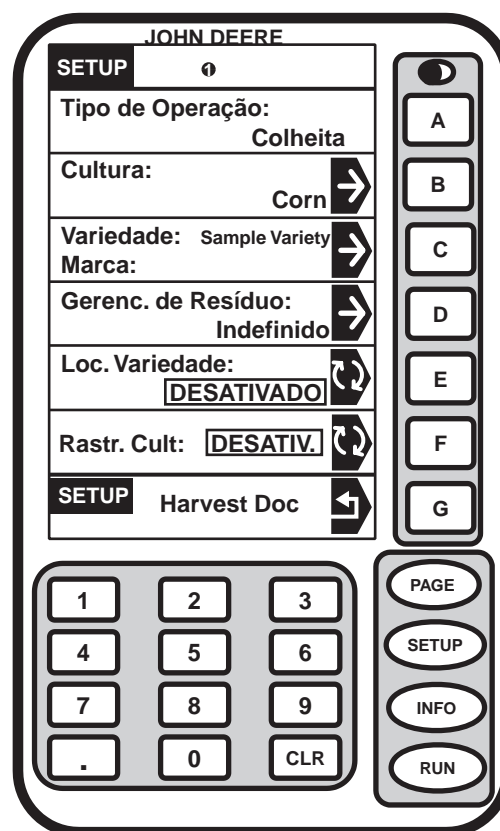 JOHN DEERE
SETUP ❶
Tipo de Operação:
Colheita
Cultura:
Corn
Variedade: Sample Variety
Marca:
Gerenc. de Resíduo:
Indefinido
Loc. Variedade:
DESATIVADO
Rastr. Cult: DESATIV.
SETUP Harvest Doc
A
B
C
D
E
F
G
1 2 3
4 5 6
7 8 9
. 0 CLR
PAGE
SETUP
INFO
RUN